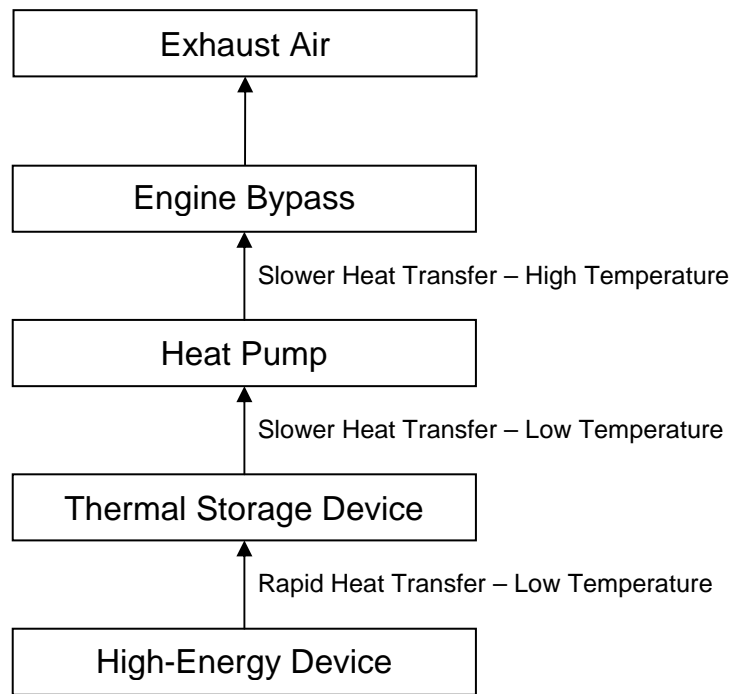 Exhaust Air
Engine Bypass
Slower Heat Transfer – High Temperature
Heat Pump
Slower Heat Transfer – Low Temperature
Thermal Storage Device
Rapid Heat Transfer – Low Temperature
High-Energy Device